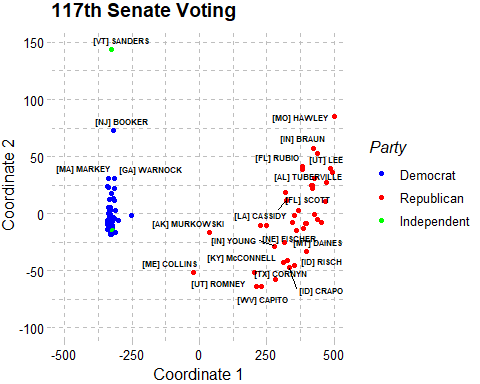 117th Senate Voting
[VT] SANDERS
150
100
[MO] HAWLEY
[NJ] BOOKER
[IN] BRAUN
Party
50
[MA] MARKEY
[GA] WARNOCK
[FL] RUBIO
[UT] LEE
[AL] TUBERVILLE
Democrat
[FL] SCOTT
Republican
Coordinate 2
0
[AK] MURKOWSKI
[LA] CASSIDY
Independent
[IN] YOUNG
[NE] FISCHER
[MT] DAINES
[ME] COLLINS
[KY] McCONNELL
[ID] RISCH
-50
[UT] ROMNEY
[TX] CORNYN
[ID] CRAPO
[WV] CAPITO
-100
-500
-250
0
250
500
Coordinate 1